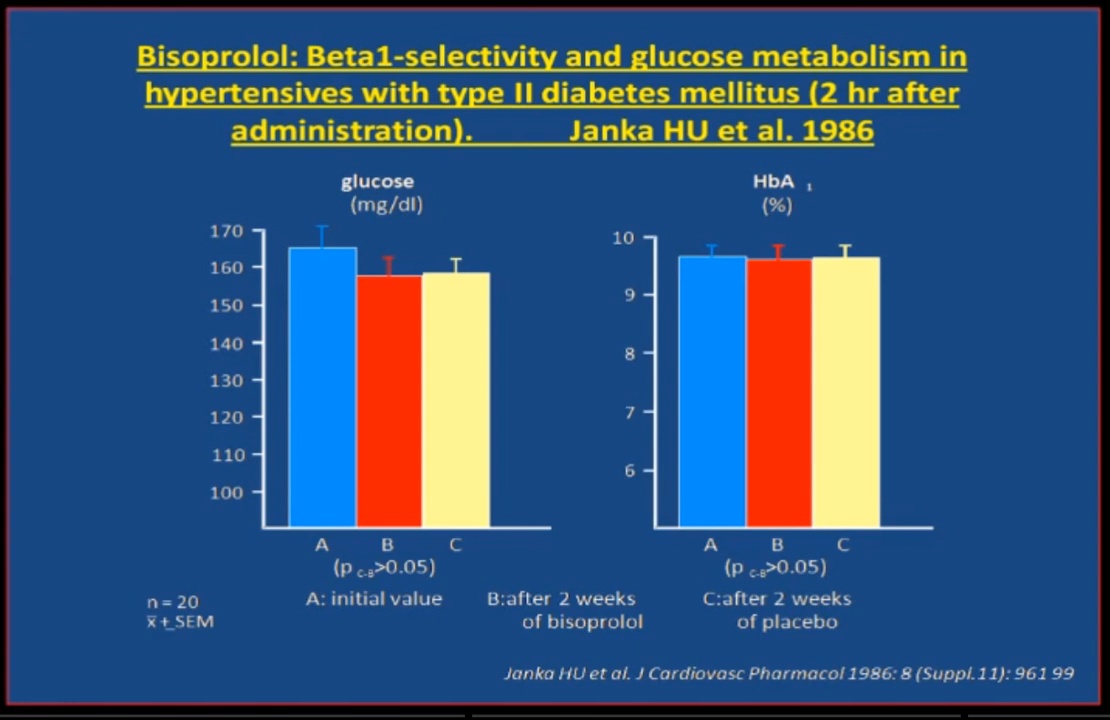 Bisoprolol: Beta1-selectivity and glucose metabolism in
hypertensives with type II diabetes mellitus (2 hr after
administration). Janka HU et al. 1986
glucose
(mg/dl)
170
160
150
140
130
120
110
100
A B C
(p C-B>0.05)
HbA 1
(%)
10
9
8
7
6
A B C
(p C-B>0.05)
n = 20
x̅ +_SEM
A: initial value
B:after 2 weeks
of bisoprolol
C:after 2 weeks
of placebo
Janka HU et al. J Cardiovasc Pharmacol 1986: 8 (Suppl.11): 961 99